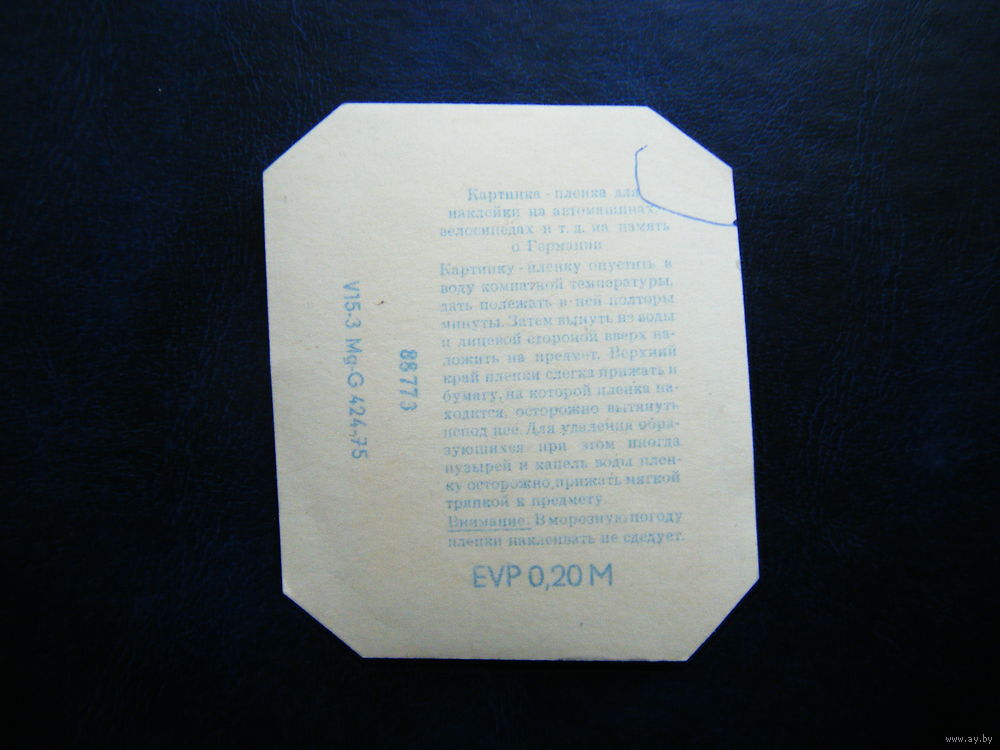 Картинка - пленка для
наклейки на автомашинах,
велосипедах и т. д. на память
о Германии
Картинку - пленку опустить в
воду комнатной температуры,
дать полежать в ней полторы
минуты. Затем вынуть из воды
и лицевой стороной вверх на-
ложить на предмет. Верхний
край пленки слегка прижать и
бумагу, на которой пленка на-
ходится, осторожно вытянуть
испод нее. Для удаления обра-
зующихся при этом иногда
пузырей и капель воды плен-
ку осторожно прижать мягкой
тряпкой к предмету
Внимание: В морозную погоду
пленки наклеивать не следует.
EVP 0,20 M
88773
V15-3 Mg-G 424-75
www.ay.by